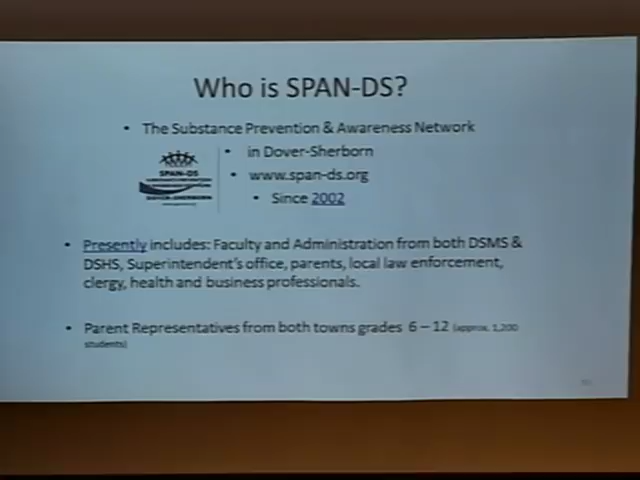 Who is SPAN-DS?
• The Substance Prevention & Awareness Network
• in Dover-Sherborn
• www.span-ds.org
• Since 2002
SPAN-DS
DOVER-SHERBORN
• Presently includes: Faculty and Administration from both DSMS &
DSHS, Superintendent's office, parents, local law enforcement,
clergy, health and business professionals.
• Parent Representatives from both towns grades 6 – 12 (approx. 1,200
students)